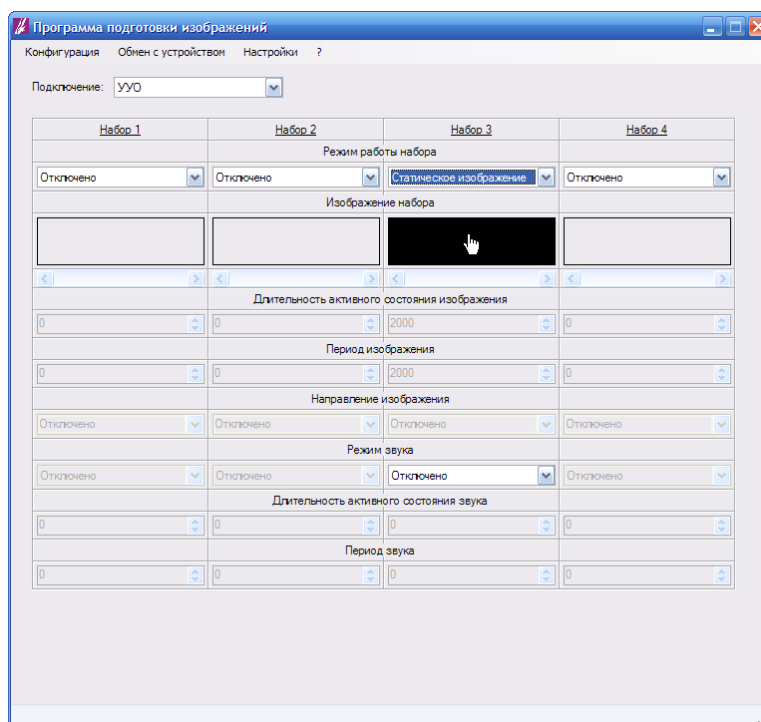 Программа подготовки изображений
Конфигурация Обмен с устройством Настройки ?
Подключение: УУО
Набор 1 Набор 2 Набор 3 Набор 4
Режим работы набора
Отключено Отключено Статическое изображение Отключено
Изображение набора
Длительность активного состояния изображения
0 0 2000 0
Период изображения
0 0 2000 0
Направление изображения
Отключено Отключено Отключено Отключено
Режим звука
Отключено Отключено Отключено Отключено
Длительность активного состояния звука
0 0 0 0
Период звука
0 0 0 0